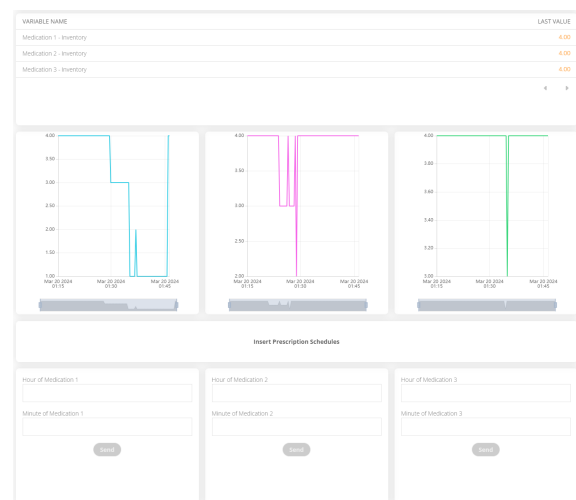 VARIABLE NAME LAST VALUE
Medication 1 - inventory 4.00
Medication 2 - inventory 4.00
Medication 3 - inventory 4.00
4.00 4.00 4.00
3.50 3.50 3.80
3.00 3.00 3.60
2.50 2.50 3.40
2.00 2.00 3.20
1.50 3.00
1.00
Mar 20 2024 Mar 20 2024 Mar 20 2024 Mar 20 2024 Mar 20 2024 Mar 20 2024 Mar 20 2024 Mar 20 2024 Mar 20 2024
01:15 01:30 01:45 01:15 01:30 01:45 01:15 01:30 01:45
Insert Prescription Schedules
Hour of Medication 1 Hour of Medication 2 Hour of Medication 3
Minute of Medication 1 Minute of Medication 2 Minute of Medication 3
Send Send Send